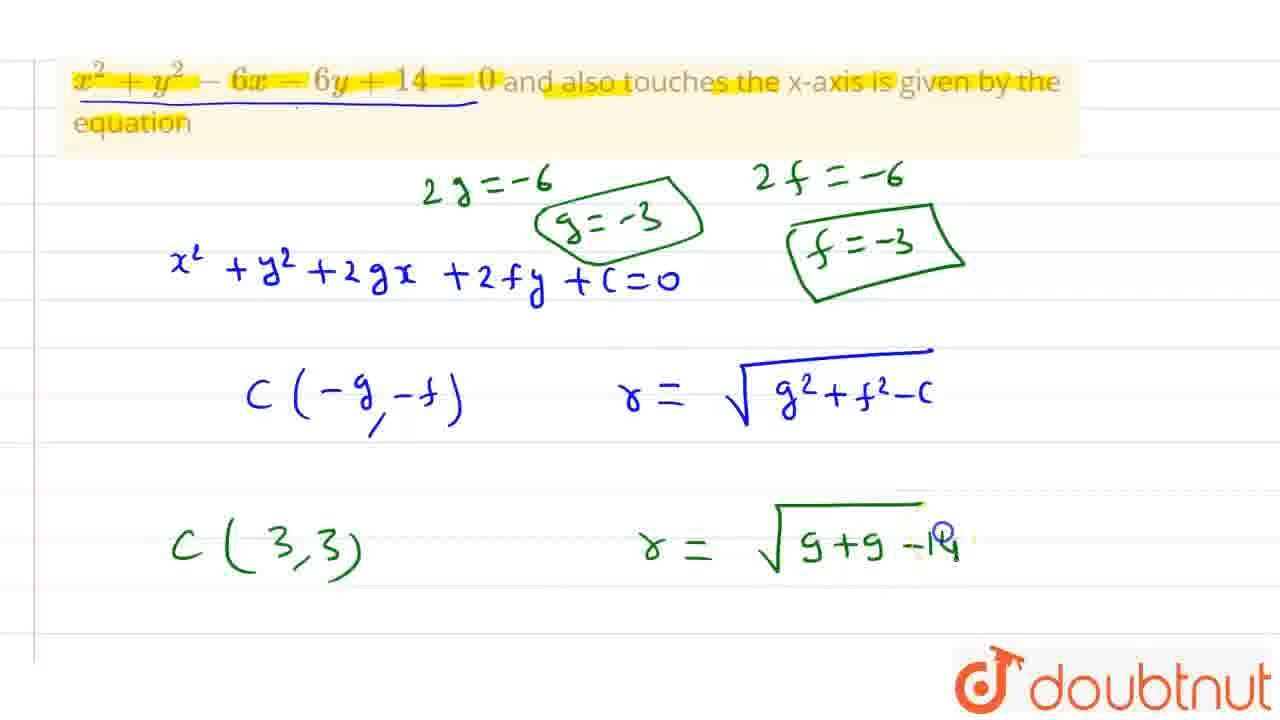 x² + y² − 6x − 6y + 14 = 0 and also touches the x-axis is given by the
equation
2g = -6 2f = -6
g = -3 f = -3
x² + y² + 2gx + 2fy + c = 0
C (-g, -f) r = √g² + f² - c
C (3, 3) r = √9 + 9 - 14
doubtnut